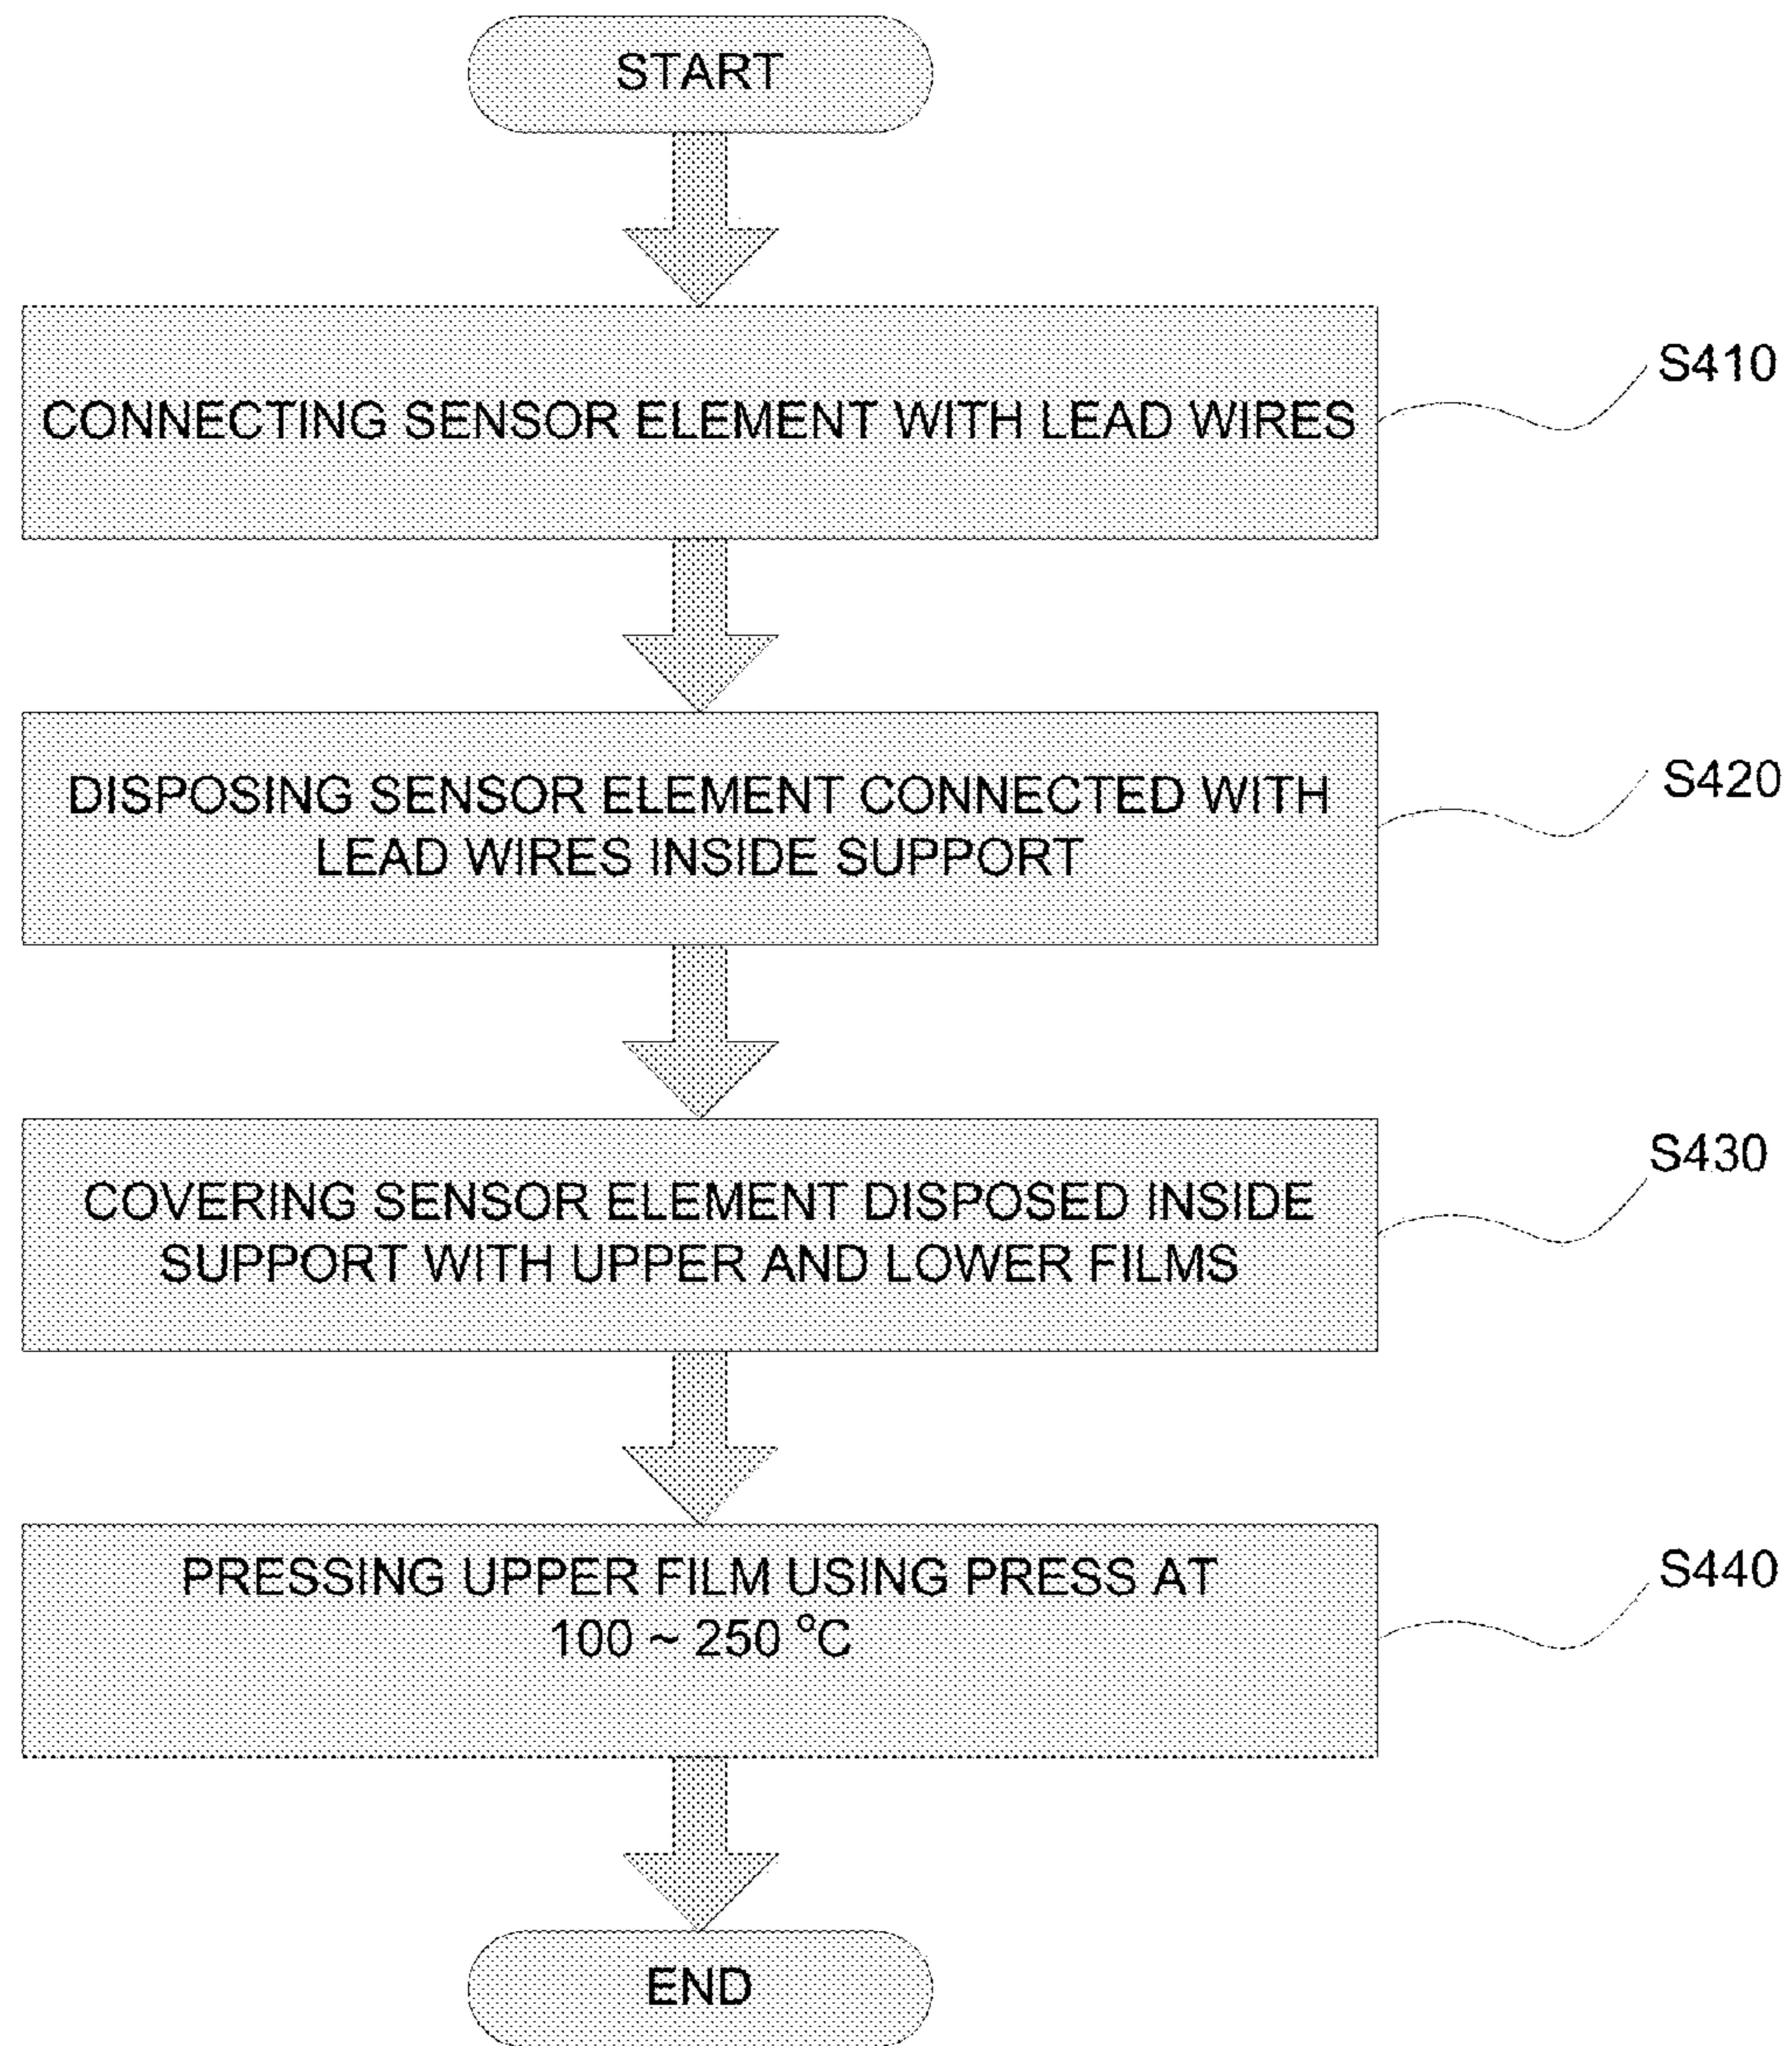 START
CONNECTING SENSOR ELEMENT WITH LEAD WIRES
S410
DISPOSING SENSOR ELEMENT CONNECTED WITH
LEAD WIRES INSIDE SUPPORT
S420
COVERING SENSOR ELEMENT DISPOSED INSIDE
SUPPORT WITH UPPER AND LOWER FILMS
S430
PRESSING UPPER FILM USING PRESS AT
100 ~ 250 °C
S440
END